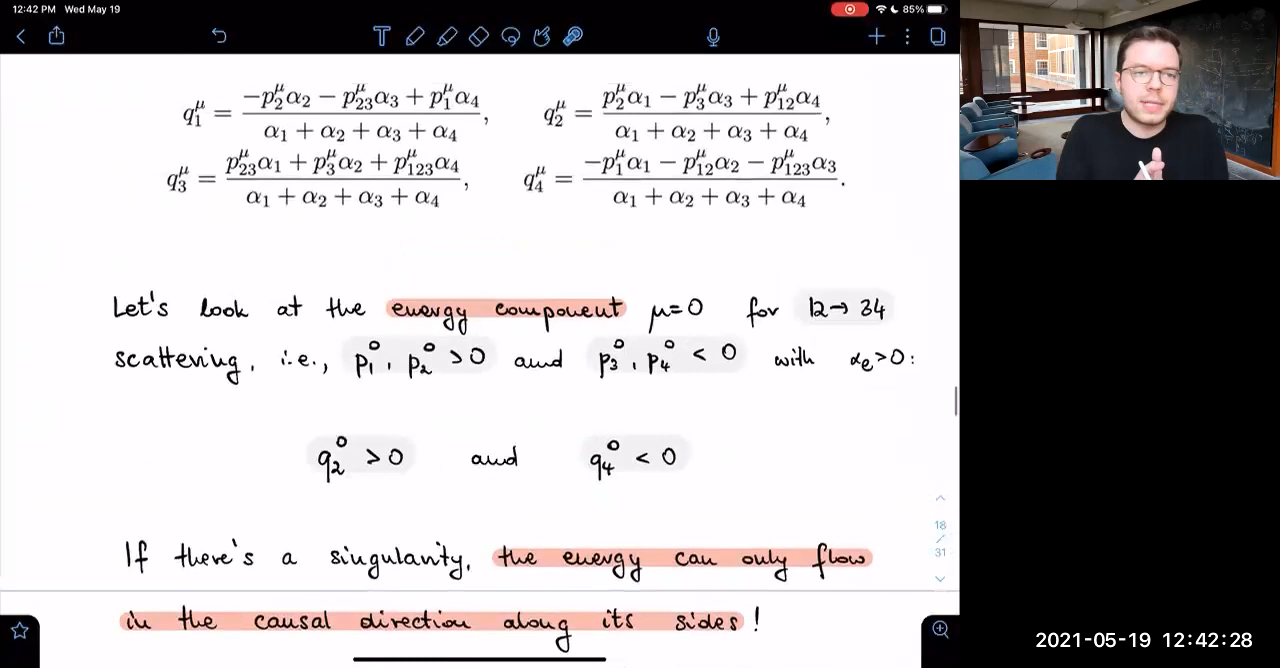 12:42 PM Wed May 19
85%
q_1^μ = (-p_2^μ α_2 - p_23^μ α_3 + p_1^μ α_4) / (α_1 + α_2 + α_3 + α_4), q_2^μ = (p_2^μ α_1 - p_3^μ α_3 + p_12^μ α_4) / (α_1 + α_2 + α_3 + α_4),
q_3^μ = (p_23^μ α_1 + p_3^μ α_2 + p_123^μ α_4) / (α_1 + α_2 + α_3 + α_4), q_4^μ = (-p_1^μ α_1 - p_12^μ α_2 - p_123^μ α_3) / (α_1 + α_2 + α_3 + α_4).
Let's look at the energy component μ=0 for 12→34
scattering, i.e., p_1^0, p_2^0 > 0 and p_3^0, p_4^0 < 0 with α_e>0:
q_2^0 > 0 and q_4^0 < 0
18
/
31
If there's a singularity, the energy can only flow
in the causal direction along its sides!
2021-05-19 12:42:28